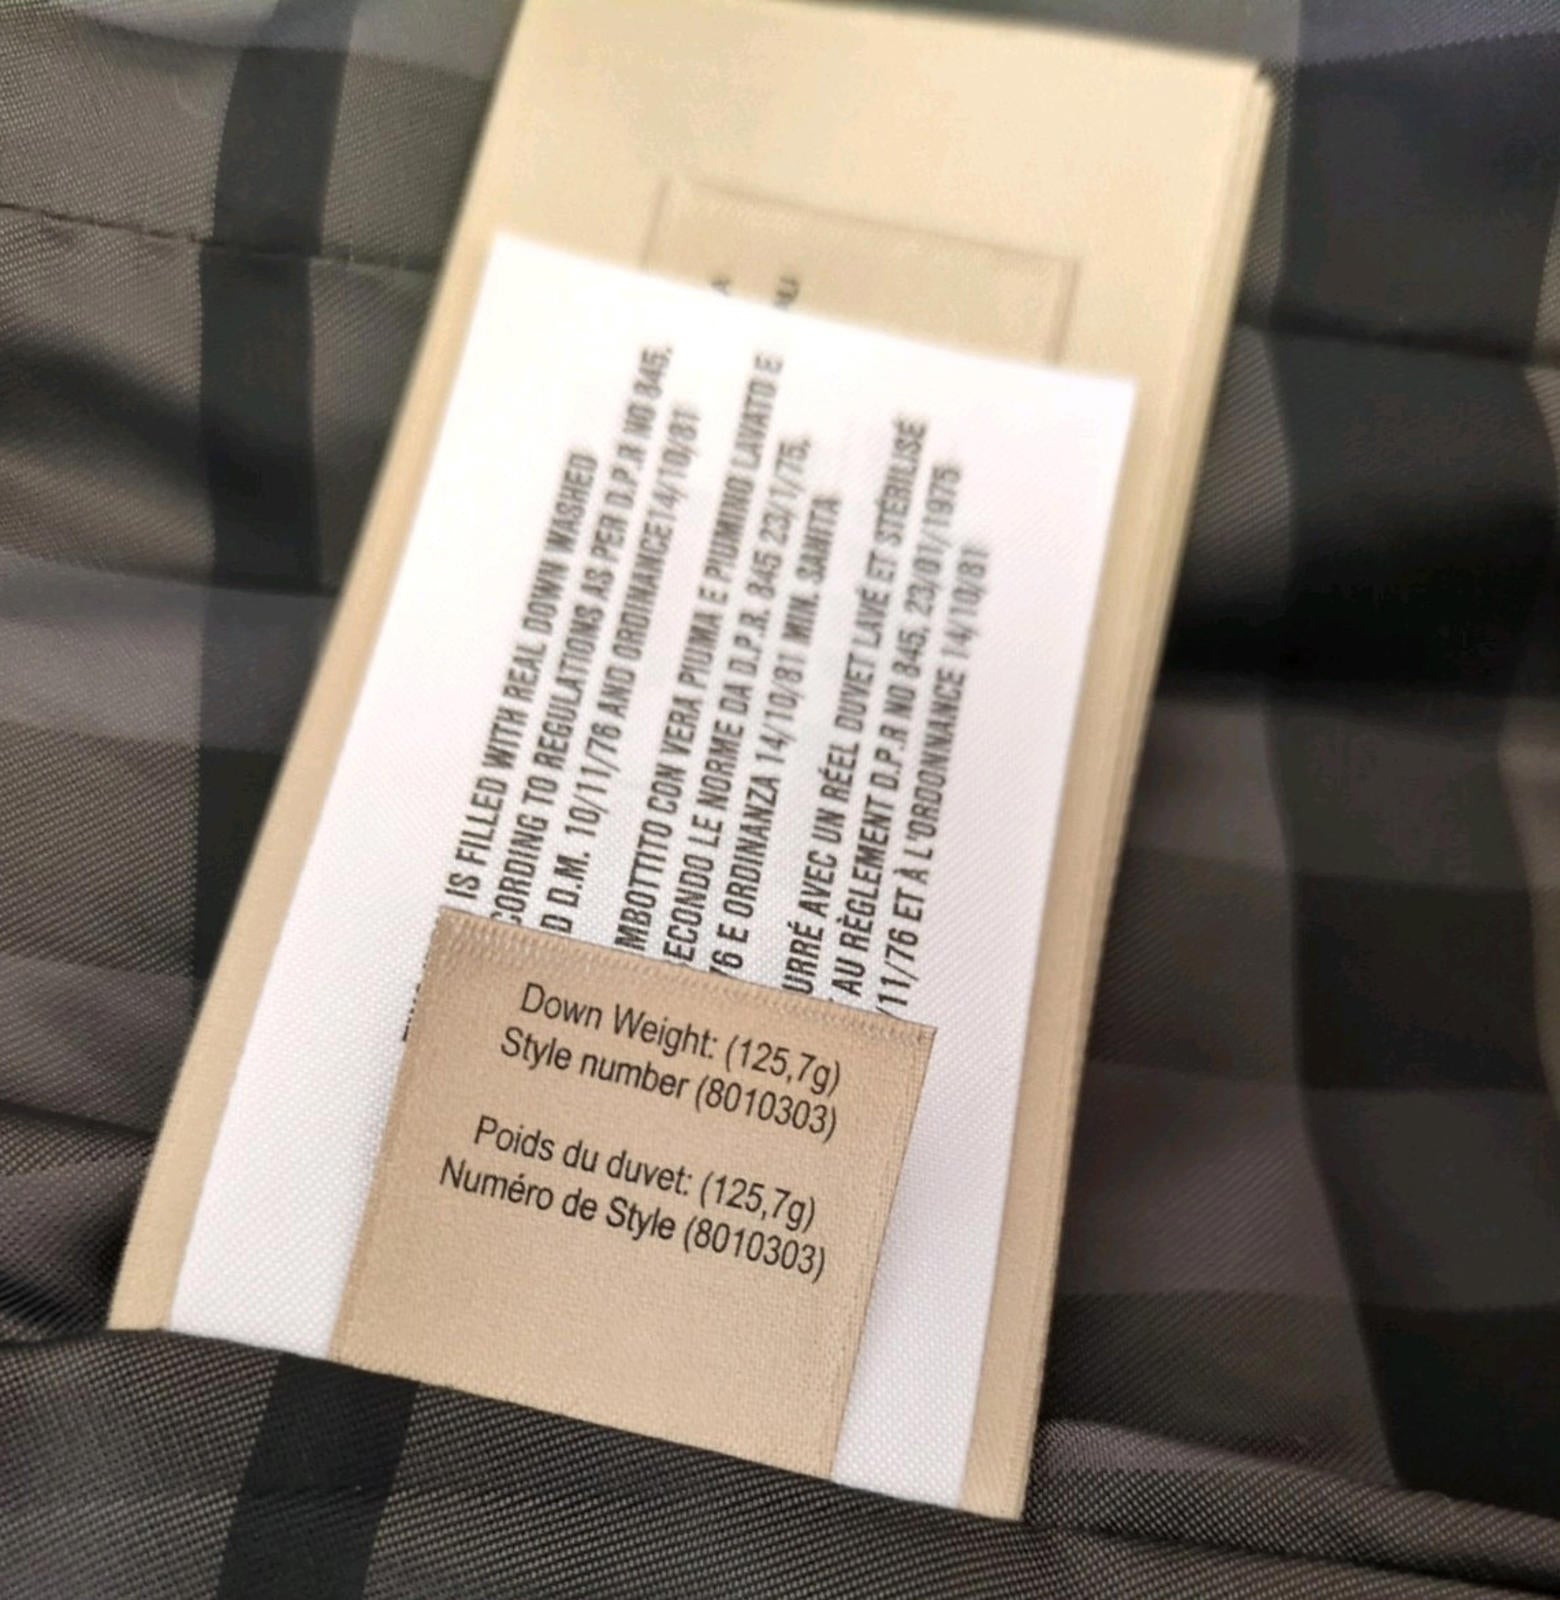 IS FILLED WITH REAL DOWN WASHED
CORDING TO REGULATIONS AS PER D.P.R NO 845,
D D.M. 10/11/76 AND ORDINANCE14/10/81
MBOTTITO CON VERA PIUMA E PIUMINO LAVATO E
ECONDO LE NORME DA D.P.R. 845 23/1/75,
76 E ORDINANZA 14/10/81 MIN. SANITA
URRÉ AVEC UN RÉEL DUVET LAVÉ ET STÉRILISÉ
AU RÈGLEMENT D.P.R NO 845, 23/01/1975
/11/76 ET À L'ORDONNANCE 14/10/81
Down Weight: (125,7g)
Style number (8010303)
Poids du duvet: (125,7g)
Numéro de Style (8010303)